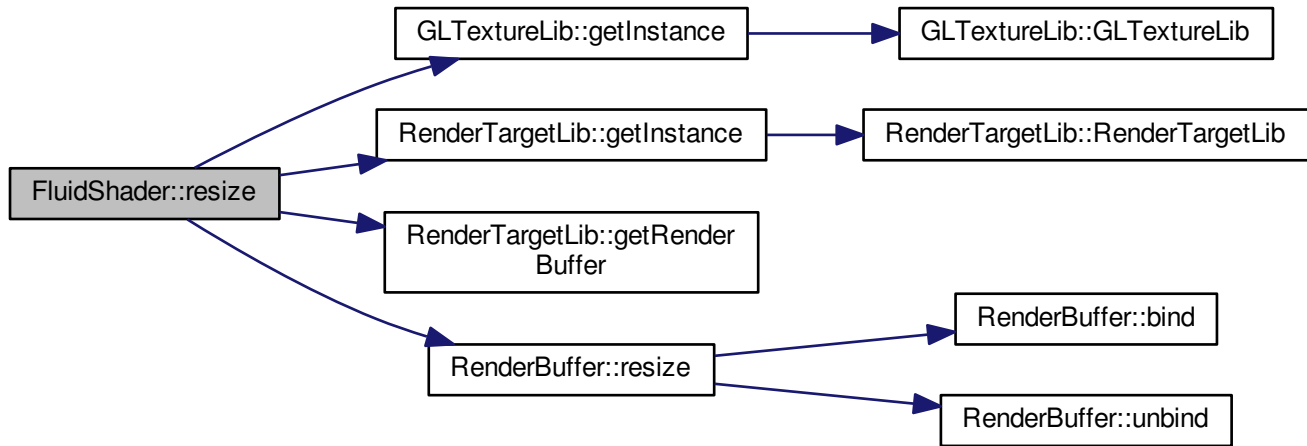 GLTextureLib::getInstance
GLTextureLib::GLTextureLib
RenderTargetLib::getInstance
RenderTargetLib::RenderTargetLib
FluidShader::resize
RenderTargetLib::getRender
Buffer
RenderBuffer::bind
RenderBuffer::resize
RenderBuffer::unbind